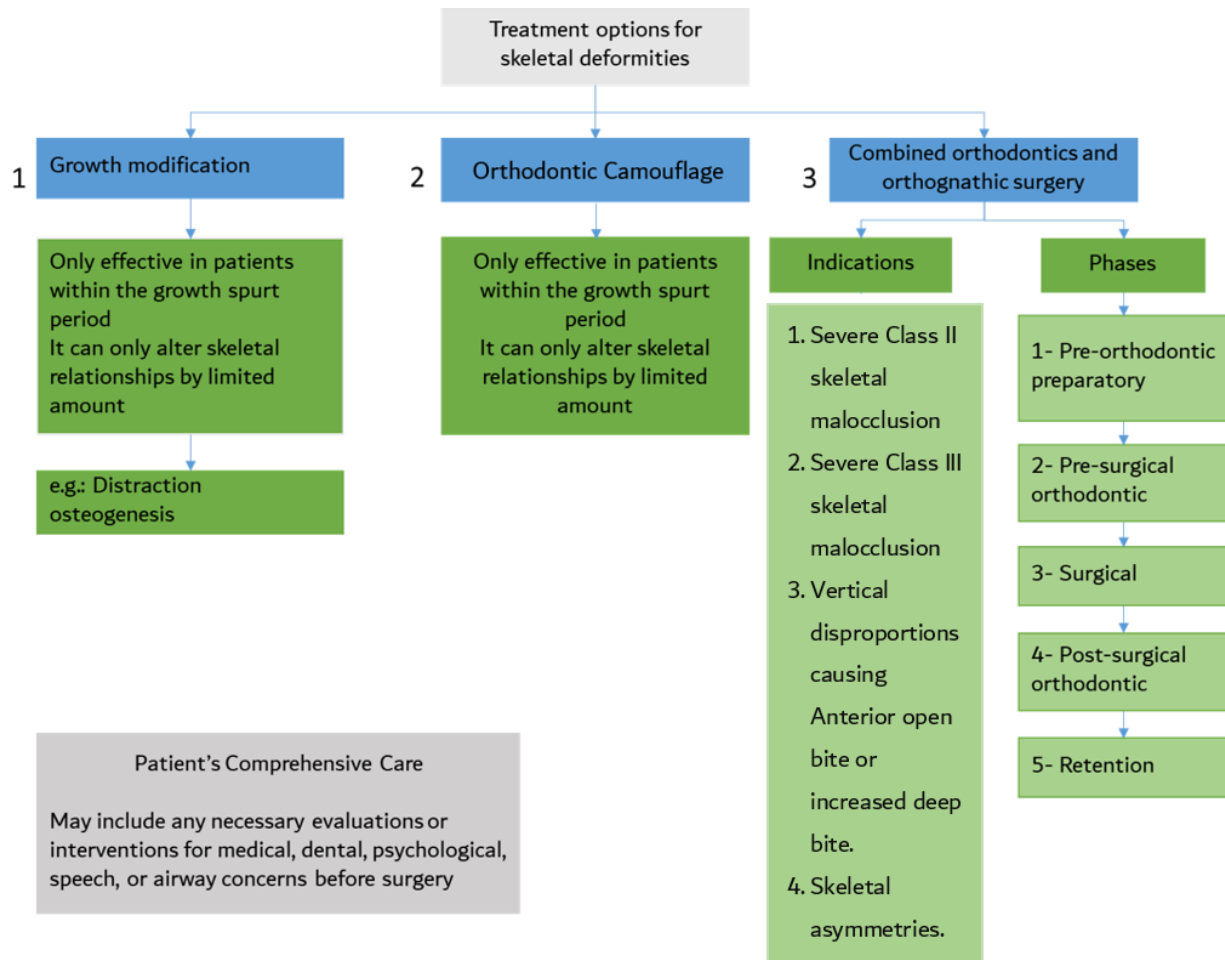 Treatment options for
skeletal deformities
1
Growth modification
2
Orthodontic Camouflage
3
Combined orthodontics and
orthognathic surgery
Only effective in patients
within the growth spurt
period
It can only alter skeletal
relationships by limited
amount
e.g.: Distraction
osteogenesis
Only effective in patients
within the growth spurt
period
It can only alter skeletal
relationships by limited
amount
Indications
1. Severe Class II
skeletal
malocclusion
2. Severe Class III
skeletal
malocclusion
3. Vertical
disproportions
causing
Anterior open
bite or
increased deep
bite.
4. Skeletal
asymmetries.
Phases
1- Pre-orthodontic
preparatory
2- Pre-surgical
orthodontic
3- Surgical
4- Post-surgical
orthodontic
5- Retention
Patient’s Comprehensive Care
May include any necessary evaluations or
interventions for medical, dental, psychological,
speech, or airway concerns before surgery